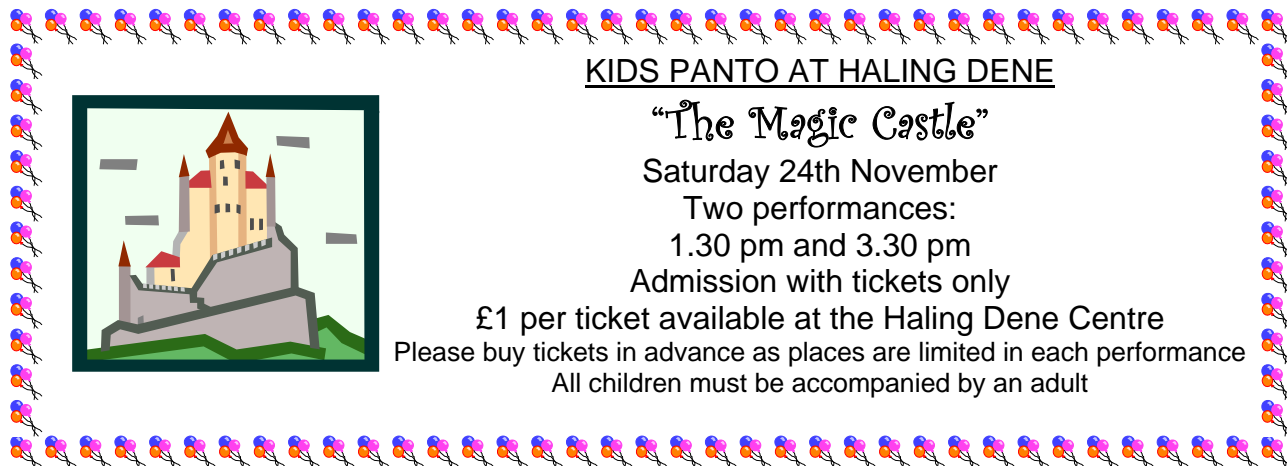 KIDS PANTO AT HALING DENE
“The Magic Castle”
Saturday 24th November
Two performances:
1.30 pm and 3.30 pm
Admission with tickets only
£1 per ticket available at the Haling Dene Centre
Please buy tickets in advance as places are limited in each performance
All children must be accompanied by an adult